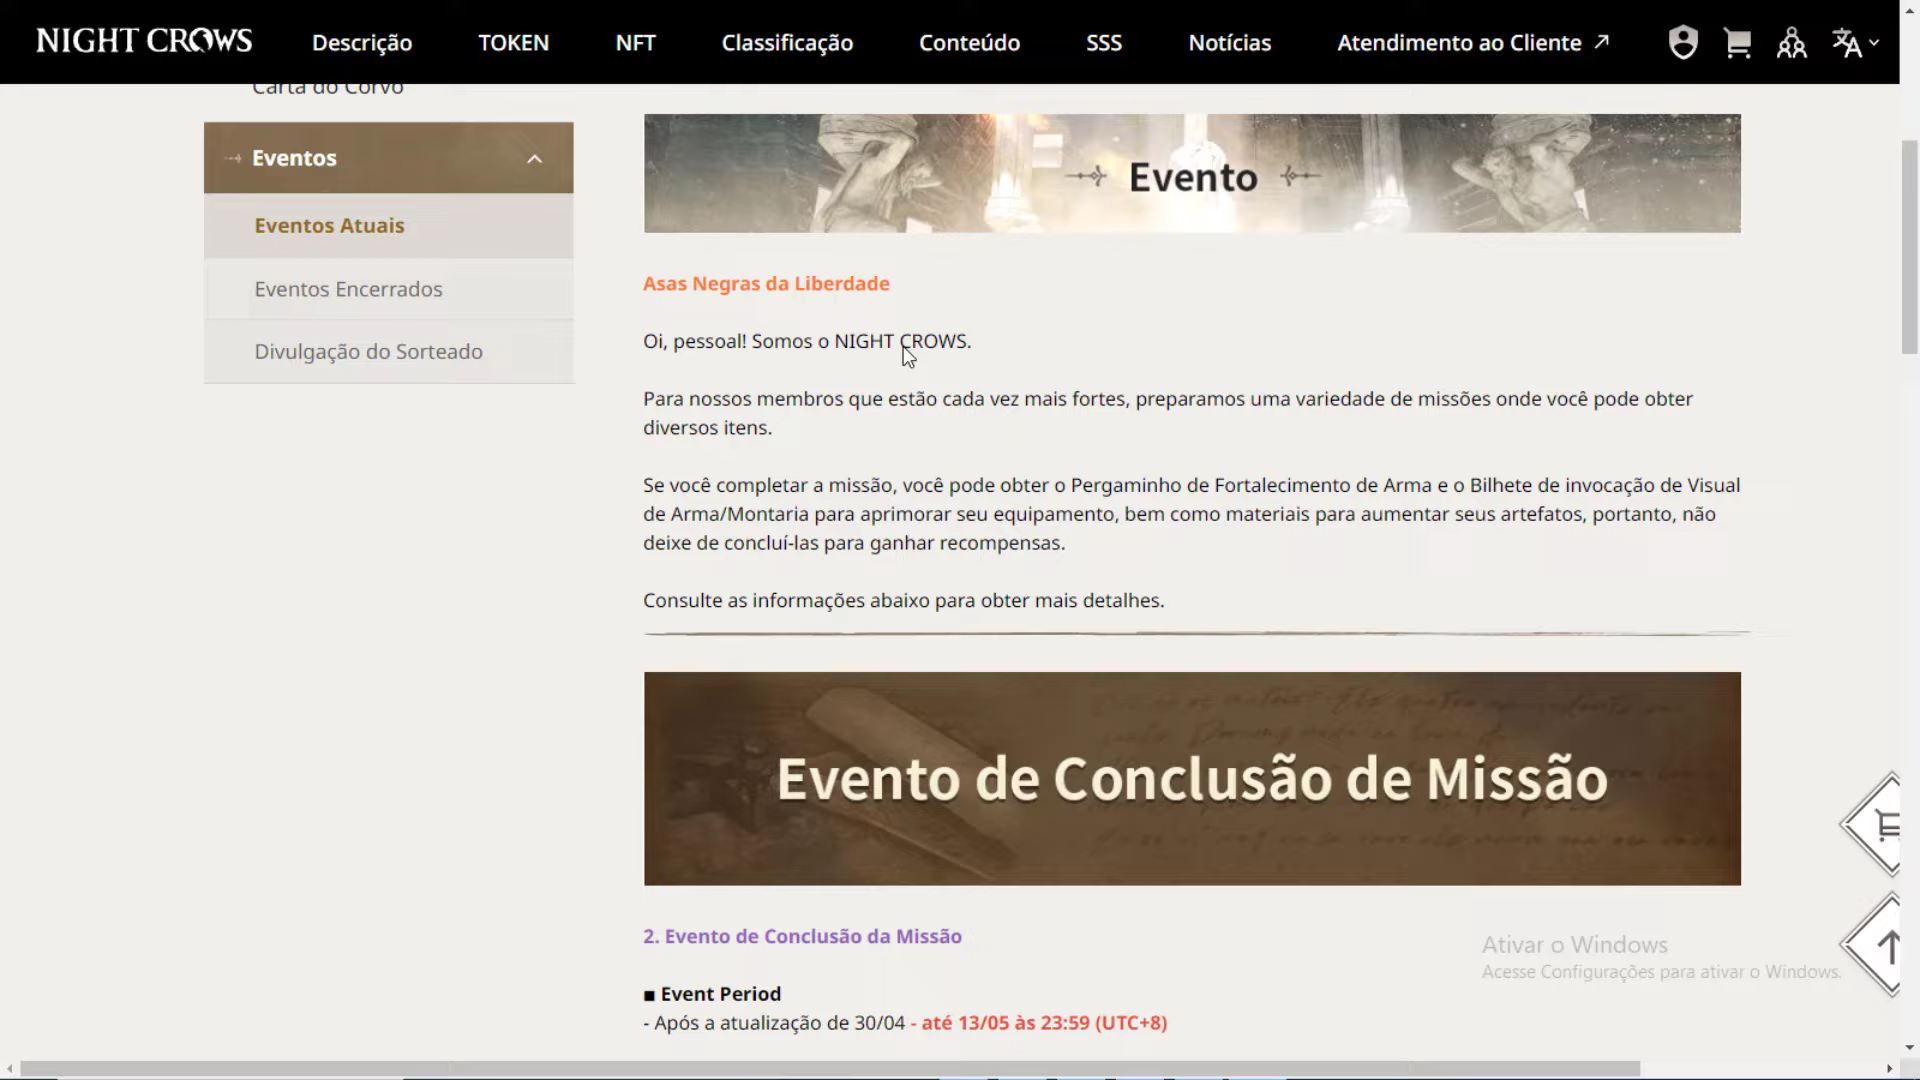 NIGHT CROWS
Descrição
TOKEN
NFT
Classificação
Conteúdo
SSS
Notícias
Atendimento ao Cliente
Carta do Corvo
Eventos
Eventos Atuais
Eventos Encerrados
Divulgação do Sorteado
Evento
Asas Negras da Liberdade
Oi, pessoal! Somos o NIGHT CROWS.
Para nossos membros que estão cada vez mais fortes, preparamos uma variedade de missões onde você pode obter
diversos itens.
Se você completar a missão, você pode obter o Pergaminho de Fortalecimento de Arma e o Bilhete de invocação de Visual
de Arma/Montaria para aprimorar seu equipamento, bem como materiais para aumentar seus artefatos, portanto, não
deixe de concluí-las para ganhar recompensas.
Consulte as informações abaixo para obter mais detalhes.
Evento de Conclusão de Missão
2. Evento de Conclusão da Missão
■ Event Period
- Após a atualização de 30/04 - até 13/05 às 23:59 (UTC+8)
Ativar o Windows
Acesse Configurações para ativar o Windows.